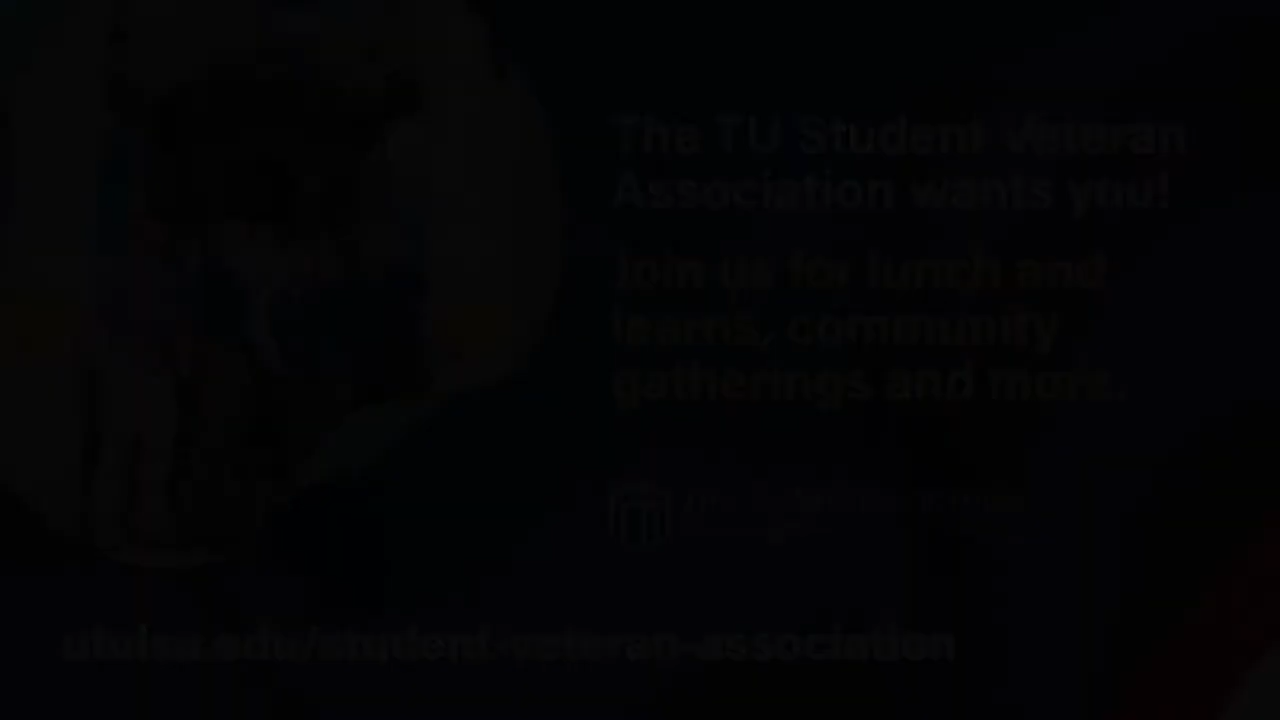 The TU Student Veteran
Association wants you!
Join us for lunch and
learns, community
gatherings and more.
utulsa.edu/student-veteran-association